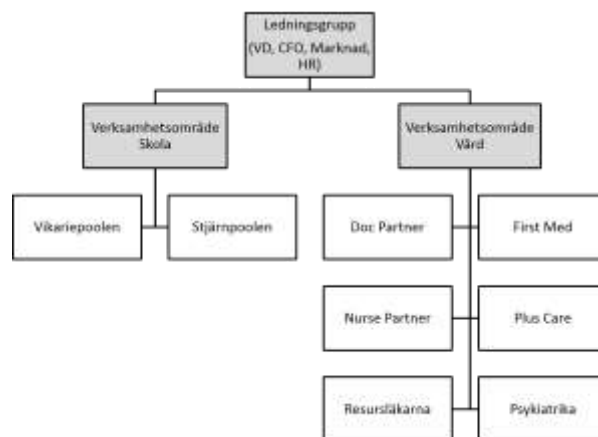 Ledningsgrupp
(VD, CFO, Marknad,
HR)
Verksamhetsområde
Skola
Verksamhetsområde
Vård
Vikariepoolen
Stjärnpoolen
Doc Partner
First Med
Nurse Partner
Plus Care
Resursläkarna
Psykiatrika